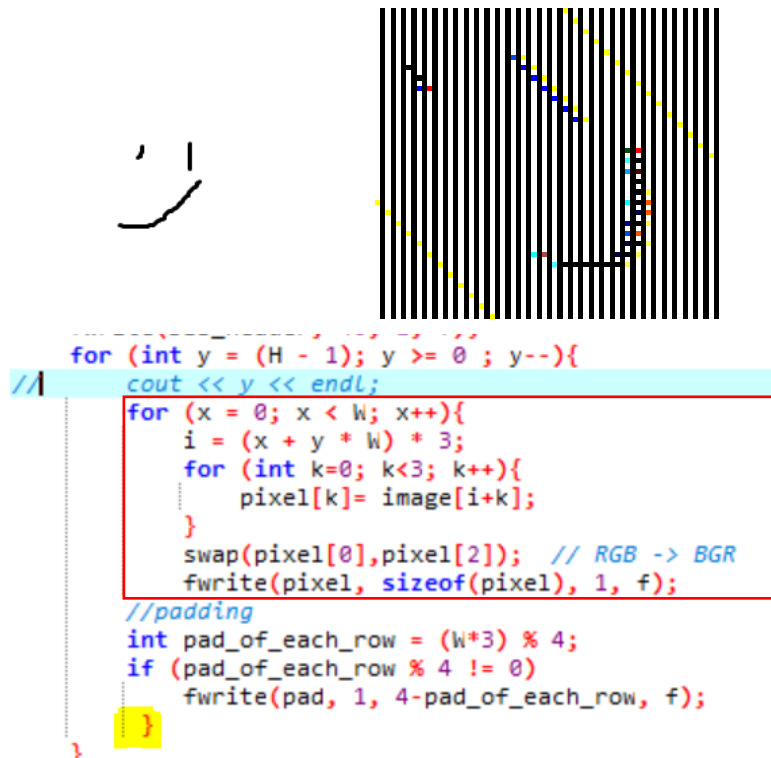 for (int y = (H - 1); y >= 0 ; y--){
//      cout << y << endl;
for (x = 0; x < W; x++){
i = (x + y * W) * 3;
for (int k=0; k<3; k++){
pixel[k]= image[i+k];
}
swap(pixel[0],pixel[2]);  // RGB -> BGR
fwrite(pixel, sizeof(pixel), 1, f);
//padding
int pad_of_each_row = (W*3) % 4;
if (pad_of_each_row % 4 != 0)
fwrite(pad, 1, 4-pad_of_each_row, f);
}
}